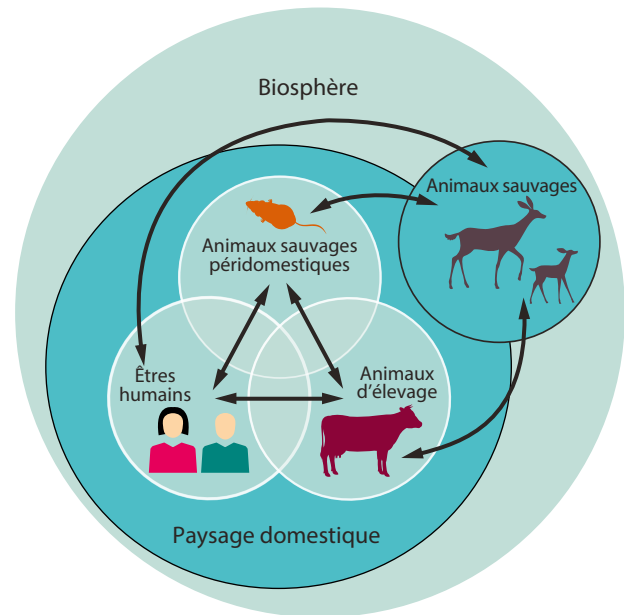 Biosphère
Animaux sauvages
Animaux sauvages
péridomestiques
Êtres
humains
Animaux
d'élevage
Paysage domestique